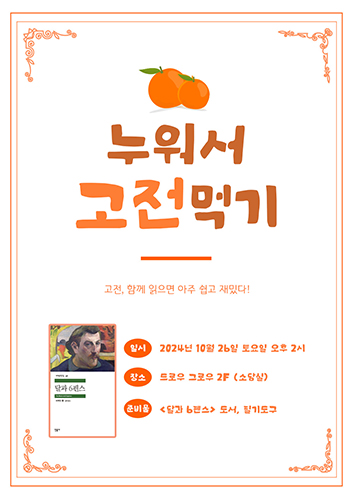 누워서
고전먹기
고전, 함께 읽으면 아주 쉽고 재밌다!
일시 2024년 10월 26일 토요일 오후 2시
장소 트로우 그로우 2F (소담실)
준비물 <달과 6펜스> 도서, 필기도구
달과 6펜스